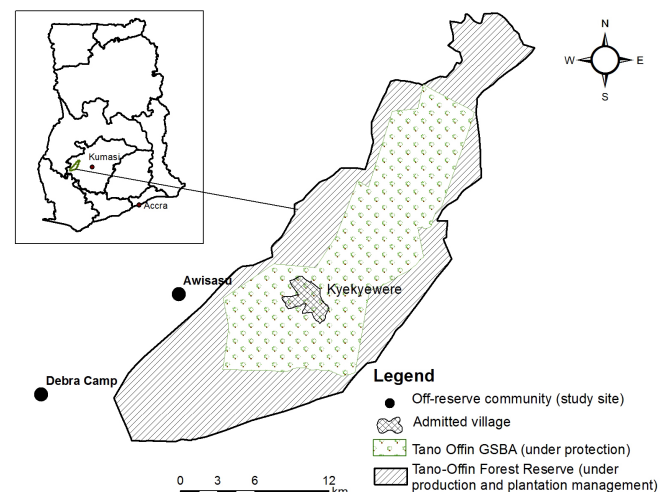 N
W E
S
Kumasi
Accra
Awisasu
Kyekyewere
Debra Camp
Legend
Off-reserve community (study site)
Admitted village
Tano Offin GSBA (under protection)
Tano-Offin Forest Reserve (under
production and plantation management)
0 3 6 12
km